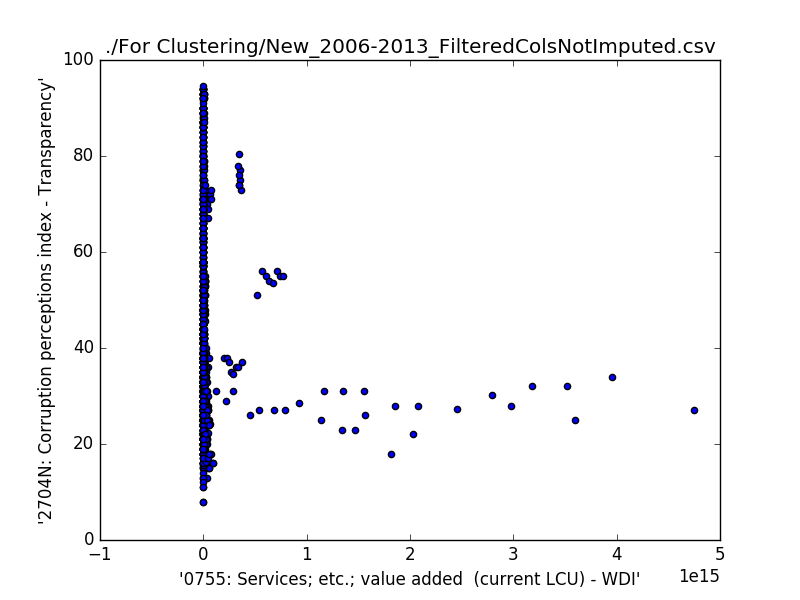 ./For Clustering/New_2006-2013_FilteredColsNotImputed.csv
100
80
60
40
20
0
'2704N: Corruption perceptions index - Transparency'
−1 0 1 2 3 4 5
1e15
'0755: Services; etc.; value added  (current LCU) - WDI'